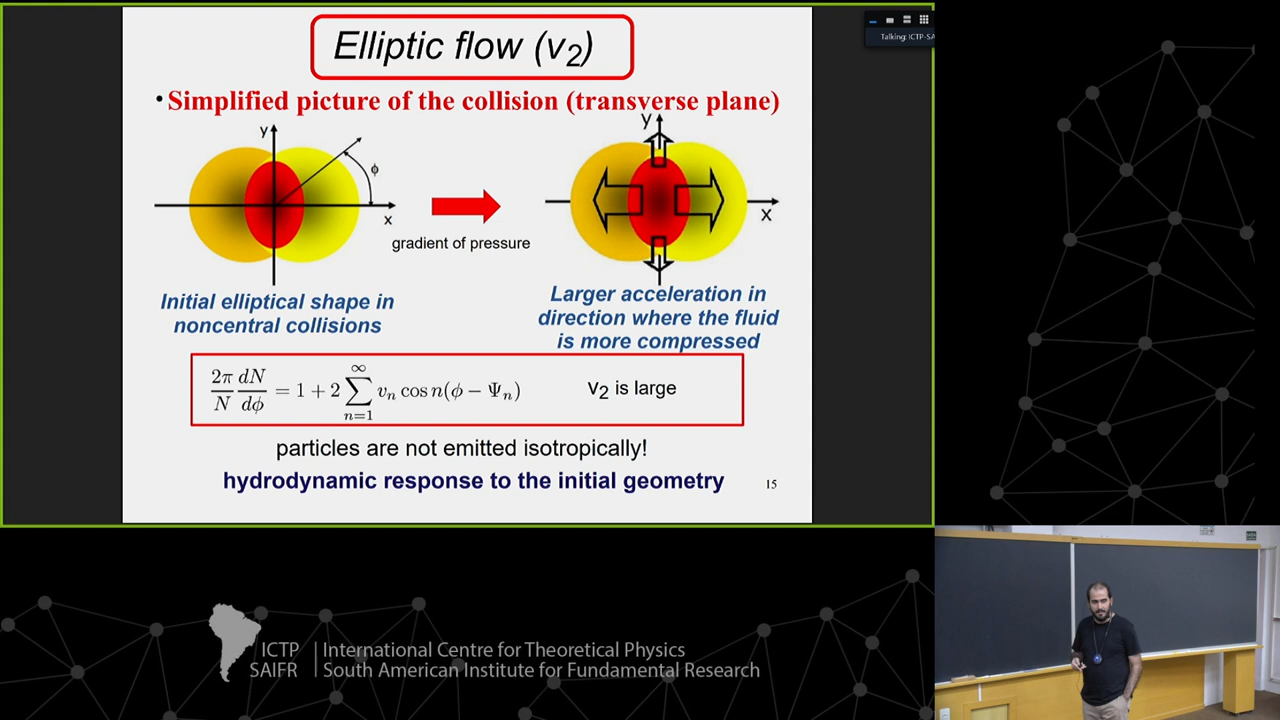 Elliptic flow (v₂)
• Simplified picture of the collision (transverse plane)
y
ϕ
x
gradient of pressure
y
x
Initial elliptical shape in
noncentral collisions
Larger acceleration in
direction where the fluid
is more compressed
2π/N dN/dϕ = 1 + 2 ∑_{n=1}^{∞} vₙ cos n(ϕ − Ψₙ)
v₂ is large
particles are not emitted isotropically!
hydrodynamic response to the initial geometry
15
Talking: ICTP-SA
ICTP
SAIFR
International Centre for Theoretical Physics
South American Institute for Fundamental Research